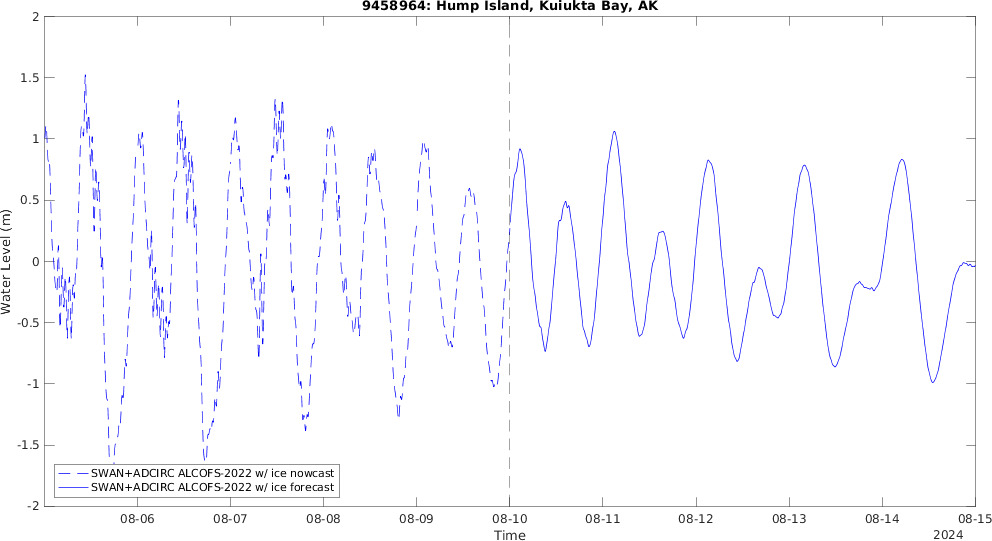 9458964: Hump Island, Kuiukta Bay, AK
2
1.5
1
0.5
0
-0.5
-1
-1.5
-2
Water Level (m)
SWAN+ADCIRC ALCOFS-2022 w/ ice nowcast
SWAN+ADCIRC ALCOFS-2022 w/ ice forecast
08-06 08-07 08-08 08-09 08-10 08-11 08-12 08-13 08-14 08-15
Time
2024